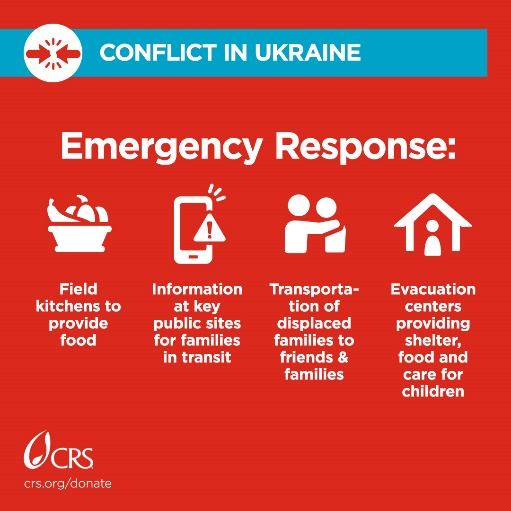 CONFLICT IN UKRAINE
Emergency Response:
Field
kitchens to
provide
food
Information
at key
public sites
for families
in transit
Transporta-
tion of
displaced
families to
friends &
families
Evacuation
centers
providing
shelter,
food and
care for
children
CRS
crs.org/donate